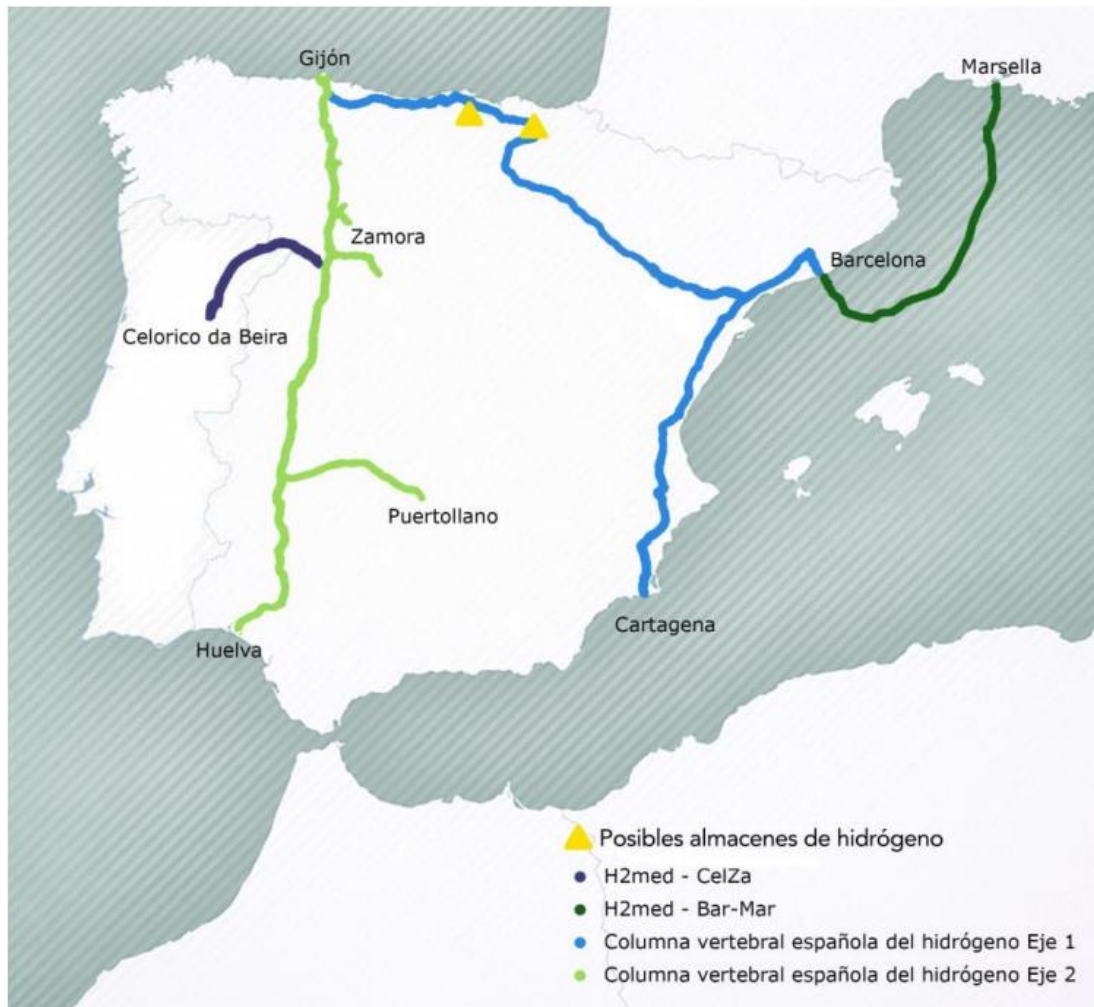 Gijón
Marsella
Zamora
Barcelona
Celorico da Beira
Puertollano
Cartagena
Huelva
Posibles almacenes de hidrógeno
H2med - CelZa
H2med - Bar-Mar
Columna vertebral española del hidrógeno Eje 1
Columna vertebral española del hidrógeno Eje 2